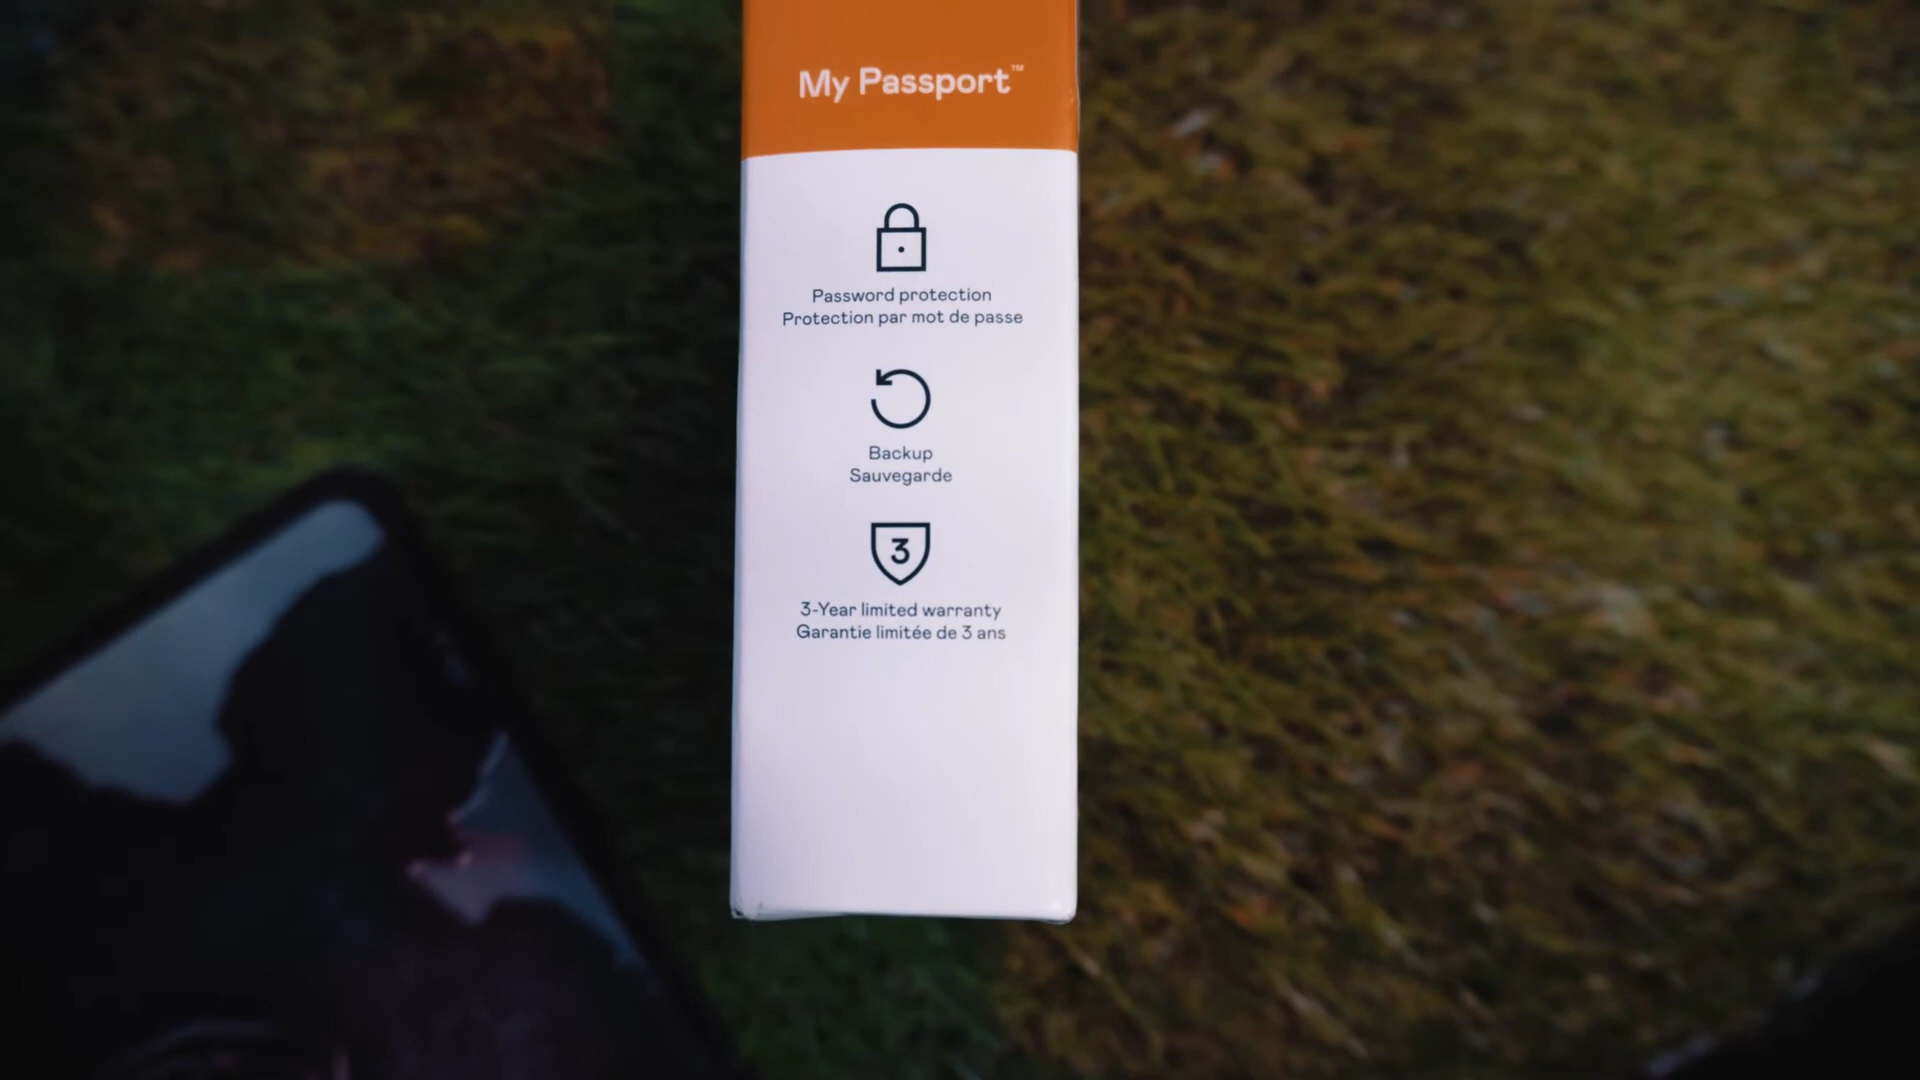 My Passport™
Password protection
Protection par mot de passe
Backup
Sauvegarde
3
3-Year limited warranty
Garantie limitée de 3 ans